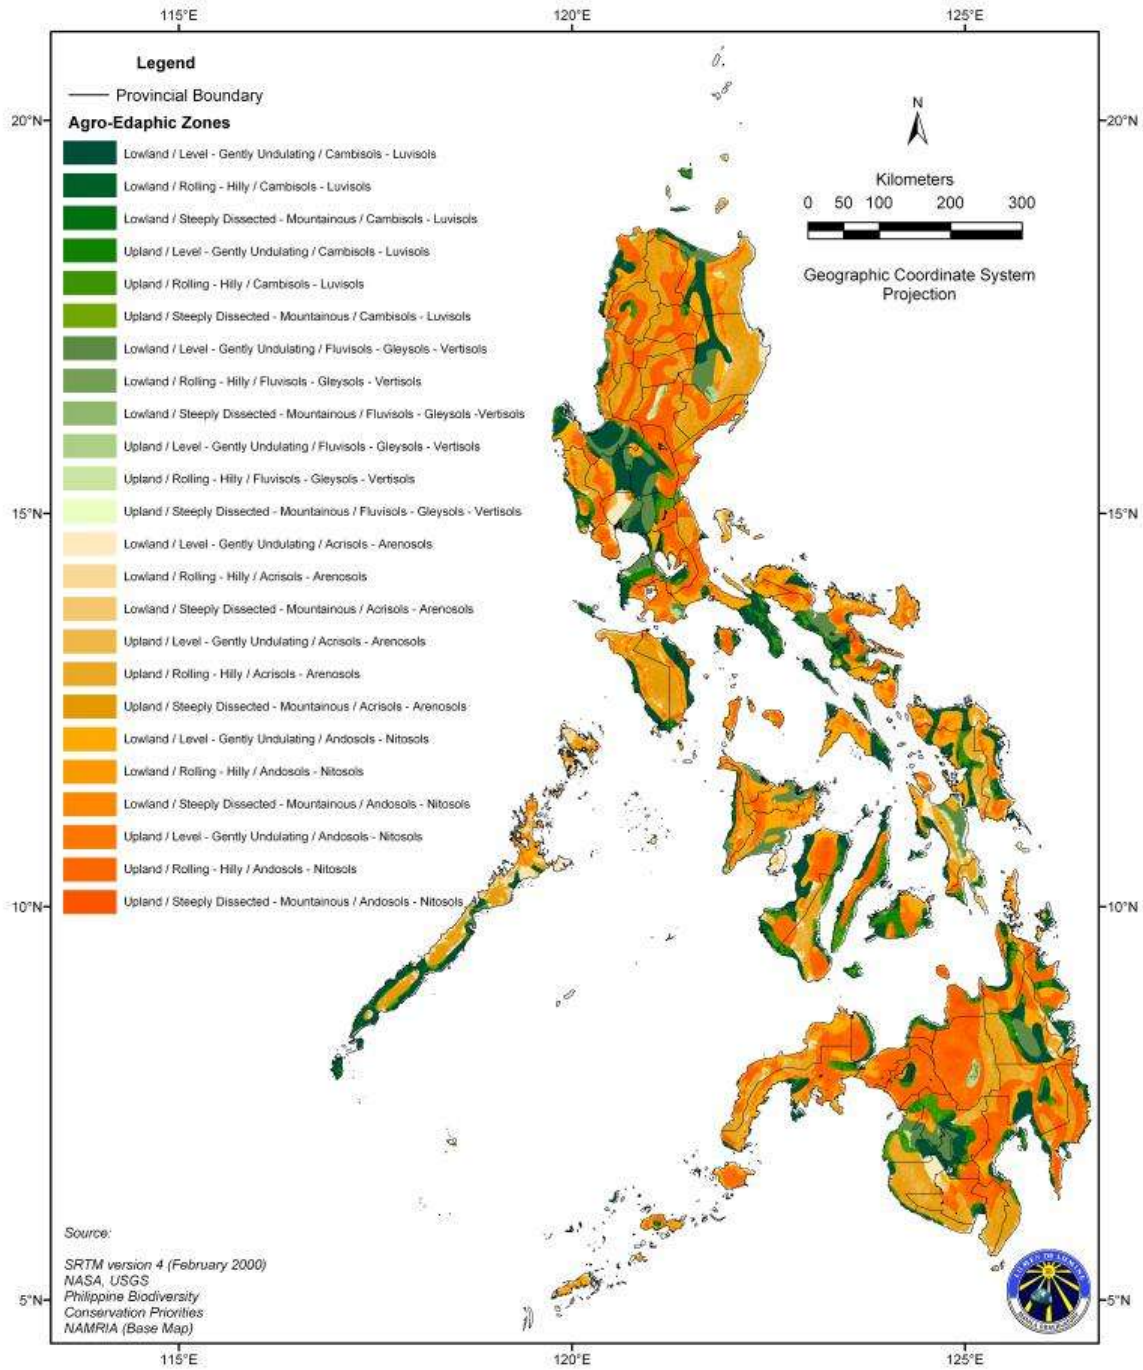 115°E
120°E
125°E
Legend
Provincial Boundary
Agro-Edaphic Zones
Lowland / Level - Gently Undulating / Cambisols - Luvisols
Lowland / Rolling - Hilly / Cambisols - Luvisols
Lowland / Steeply Dissected - Mountainous / Cambisols - Luvisols
Upland / Level - Gently Undulating / Cambisols - Luvisols
Upland / Rolling - Hilly / Cambisols - Luvisols
Upland / Steeply Dissected - Mountainous / Cambisols - Luvisols
Lowland / Level - Gently Undulating / Fluvisols - Gleysols - Vertisols
Lowland / Rolling - Hilly / Fluvisols - Gleysols - Vertisols
Lowland / Steeply Dissected - Mountainous / Fluvisols - Gleysols -Vertisols
Upland / Level - Gently Undulating / Fluvisols - Gleysols - Vertisols
Upland / Rolling - Hilly / Fluvisols - Gleysols - Vertisols
Upland / Steeply Dissected - Mountainous / Fluvisols - Gleysols - Vertisols
Lowland / Level - Gently Undulating / Acrisols - Arenosols
Lowland / Rolling - Hilly / Acrisols - Arenosols
Lowland / Steeply Dissected - Mountainous / Acrisols - Arenosols
Upland / Level - Gently Undulating / Acrisols - Arenosols
Upland / Rolling - Hilly / Acrisols - Arenosols
Upland / Steeply Dissected - Mountainous / Acrisols - Arenosols
Lowland / Level - Gently Undulating / Andosols - Nitosols
Lowland / Rolling - Hilly / Andosols - Nitosols
Lowland / Steeply Dissected - Mountainous / Andosols - Nitosols
Upland / Level - Gently Undulating / Andosols - Nitosols
Upland / Rolling - Hilly / Andosols - Nitosols
Upland / Steeply Dissected - Mountainous / Andosols - Nitosols
N
Kilometers
0 50 100 200 300
Geographic Coordinate System
Projection
20°N
20°N
15°N
15°N
10°N
10°N
5°N
5°N
Source:
SRTM version 4 (February 2000)
NASA, USGS
Philippine Biodiversity
Conservation Priorities
NAMRIA (Base Map)
LUMEN DE LUMINE
MANILA OBSERVATORY
115°E
120°E
125°E